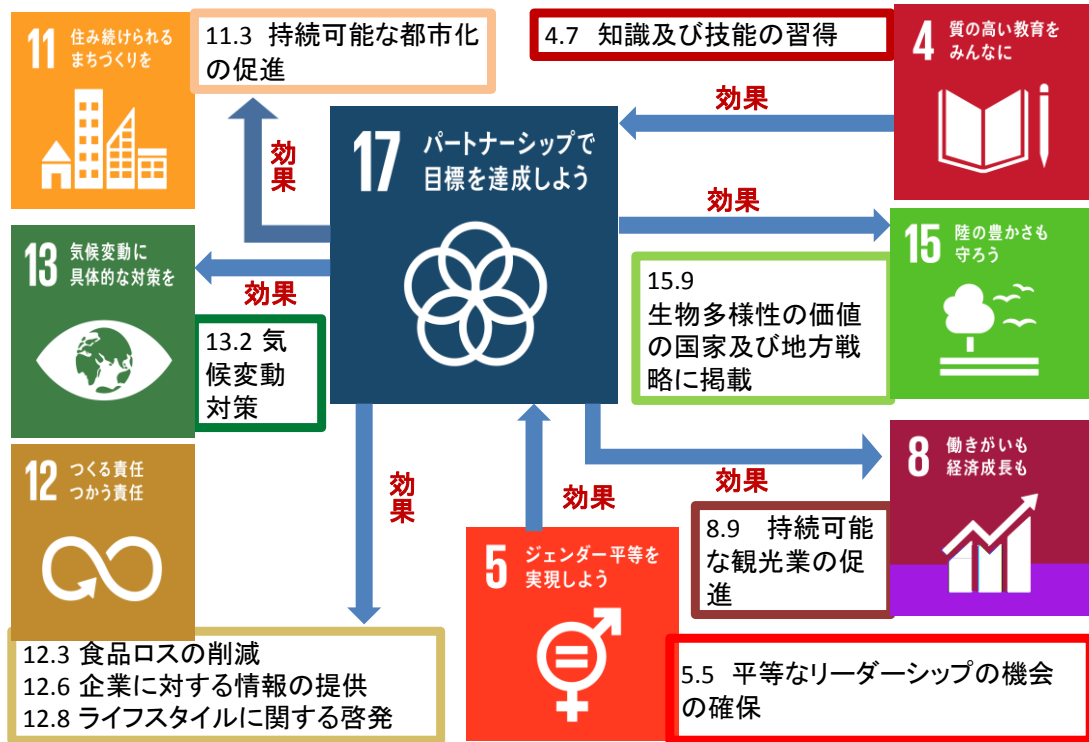 11 住み続けられる
まちづくりを
11.3 持続可能な都市化
の促進
4.7 知識及び技能の習得
4 質の高い教育を
みんなに
効果
17 パートナーシップで
目標を達成しよう
効果
効果
15 陸の豊かさも
守ろう
13 気候変動に
具体的な対策を
効果
13.2 気
候変動
対策
15.9
生物多様性の価値
の国家及び地方戦
略に掲載
12 つくる責任
つかう責任
効果
8 働きがいも
経済成長も
効果
効果
5 ジェンダー平等を
実現しよう
8.9 持続可能
な観光業の促
進
12.3 食品ロスの削減
12.6 企業に対する情報の提供
12.8 ライフスタイルに関する啓発
5.5 平等なリーダーシップの機会
の確保